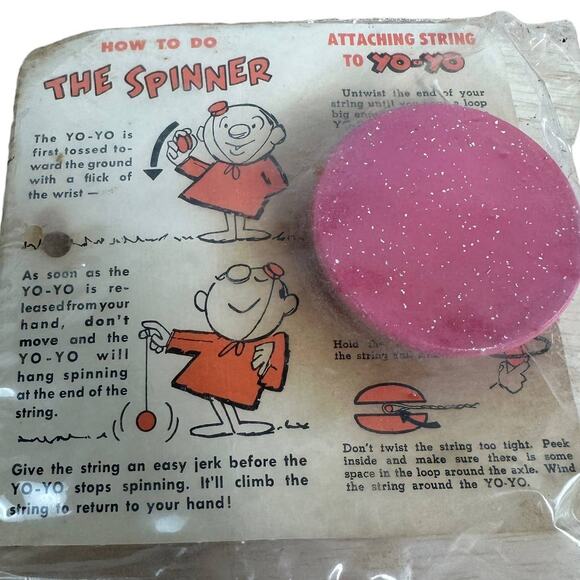 HOW TO DO
THE SPINNER
The YO-YO is
first tossed to-
ward the ground
with a flick of
the wrist —
As soon as the
YO-YO is re-
leased from your
hand, don't
move and the
YO-YO will
hang spinning
at the end of the
string.
Give the string an easy jerk before the
YO-YO stops spinning. It'll climb the
string to return to your hand!
ATTACHING STRING
TO YO-YO
Untwist the end of your
string until you a loop
big
Hold the
the string
Don't twist the string too tight. Peek
inside and make sure there is some
space in the loop around the axle. Wind
the string around the YO-YO.